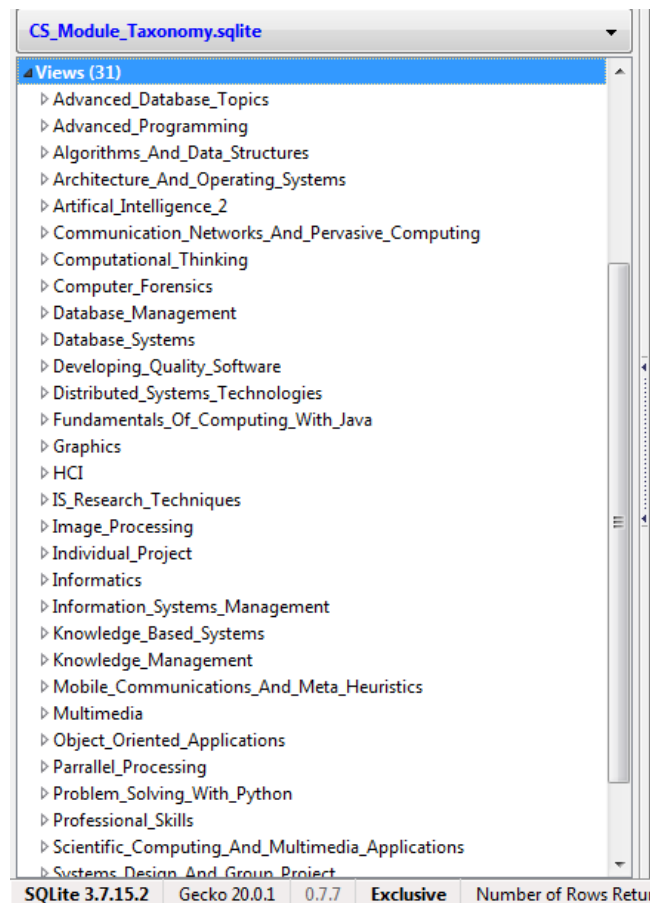 CS_Module_Taxonomy.sqlite
Views (31)
Advanced_Database_Topics
Advanced_Programming
Algorithms_And_Data_Structures
Architecture_And_Operating_Systems
Artifical_Intelligence_2
Communication_Networks_And_Pervasive_Computing
Computational_Thinking
Computer_Forensics
Database_Management
Database_Systems
Developing_Quality_Software
Distributed_Systems_Technologies
Fundamentals_Of_Computing_With_Java
Graphics
HCI
IS_Research_Techniques
Image_Processing
Individual_Project
Informatics
Information_Systems_Management
Knowledge_Based_Systems
Knowledge_Management
Mobile_Communications_And_Meta_Heuristics
Multimedia
Object_Oriented_Applications
Parrallel_Processing
Problem_Solving_With_Python
Professional_Skills
Scientific_Computing_And_Multimedia_Applications
Systems_Design_And_Group_Project
SQLite 3.7.15.2 Gecko 20.0.1 0.7.7 Exclusive Number of Rows Retu